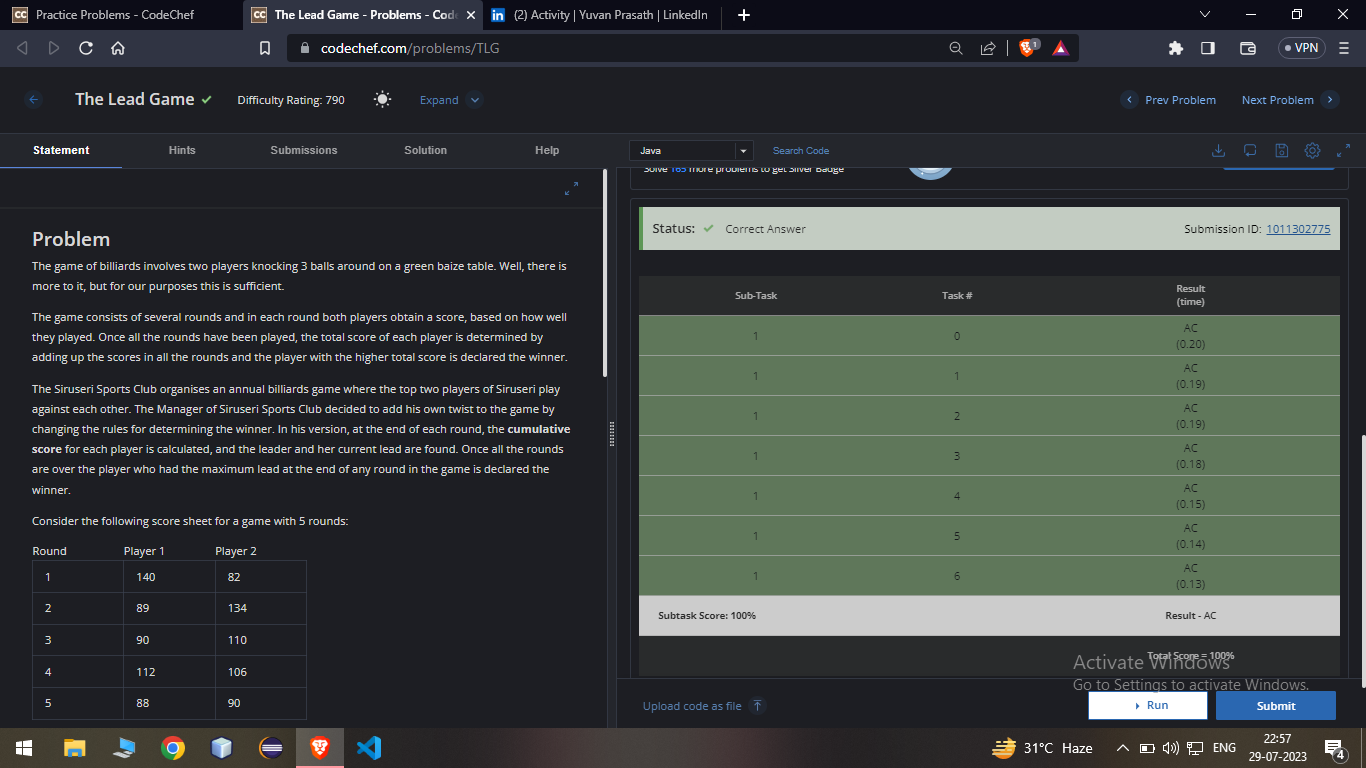 Practice Problems - CodeChef
The Lead Game - Problems - Code
(2) Activity | Yuvan Prasath | LinkedIn
codechef.com/problems/TLG
1
VPN
The Lead Game
Difficulty Rating: 790
Expand
Prev Problem
Next Problem
Statement
Hints
Submissions
Solution
Help
Java
Search Code
Solve 165 more problems to get Silver Badge
Problem
The game of billiards involves two players knocking 3 balls around on a green baize table. Well, there is
more to it, but for our purposes this is sufficient.
The game consists of several rounds and in each round both players obtain a score, based on how well
they played. Once all the rounds have been played, the total score of each player is determined by
adding up the scores in all the rounds and the player with the higher total score is declared the winner.
The Siruseri Sports Club organises an annual billiards game where the top two players of Siruseri play
against each other. The Manager of Siruseri Sports Club decided to add his own twist to the game by
changing the rules for determining the winner. In his version, at the end of each round, the cumulative
score for each player is calculated, and the leader and her current lead are found. Once all the rounds
are over the player who had the maximum lead at the end of any round in the game is declared the
winner.
Consider the following score sheet for a game with 5 rounds:
Round Player 1 Player 2
1 140 82
2 89 134
3 90 110
4 112 106
5 88 90
Status: Correct Answer
Submission ID: 1011302775
Sub-Task Task # Result
(time)
1 0 AC
(0.20)
1 1 AC
(0.19)
1 2 AC
(0.19)
1 3 AC
(0.18)
1 4 AC
(0.15)
1 5 AC
(0.14)
1 6 AC
(0.13)
Subtask Score: 100% Result - AC
Total Score = 100%
Activate Windows
Go to Settings to activate Windows.
Upload code as file
Run
Submit
31°C Haze
ENG
22:57
29-07-2023
4